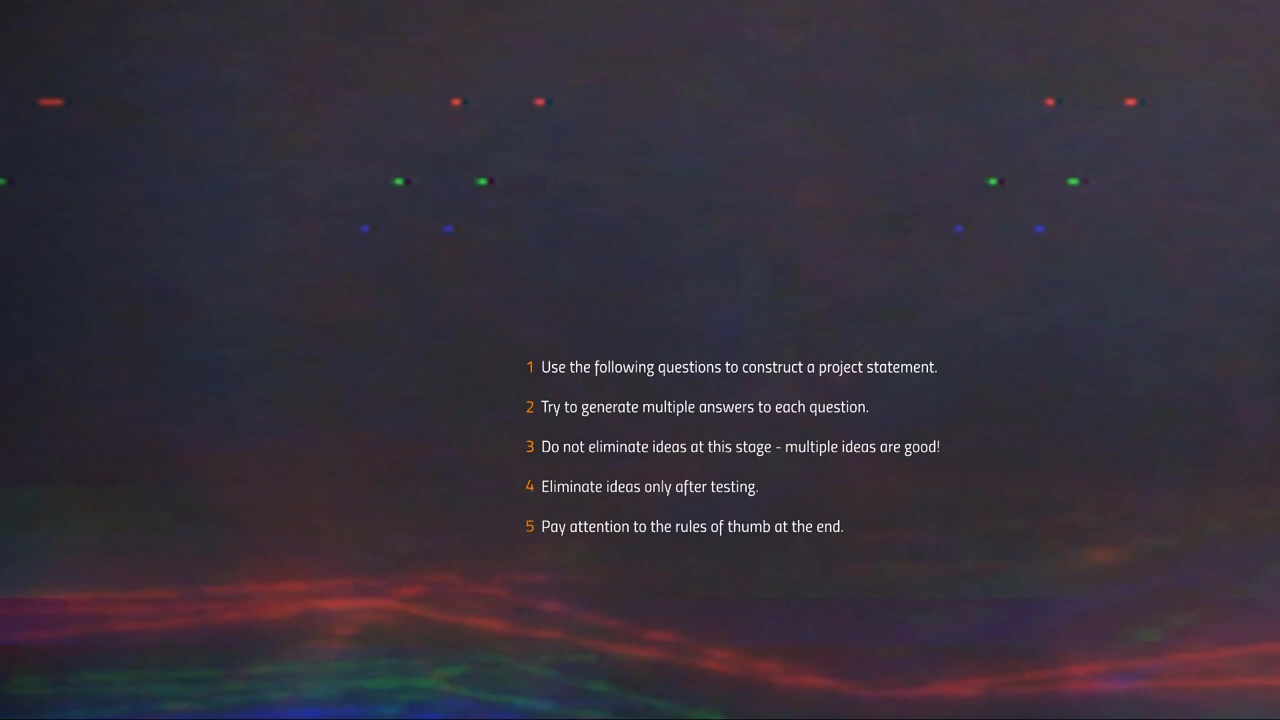 1 Use the following questions to construct a project statement.
2 Try to generate multiple answers to each question.
3 Do not eliminate ideas at this stage - multiple ideas are good!
4 Eliminate ideas only after testing.
5 Pay attention to the rules of thumb at the end.